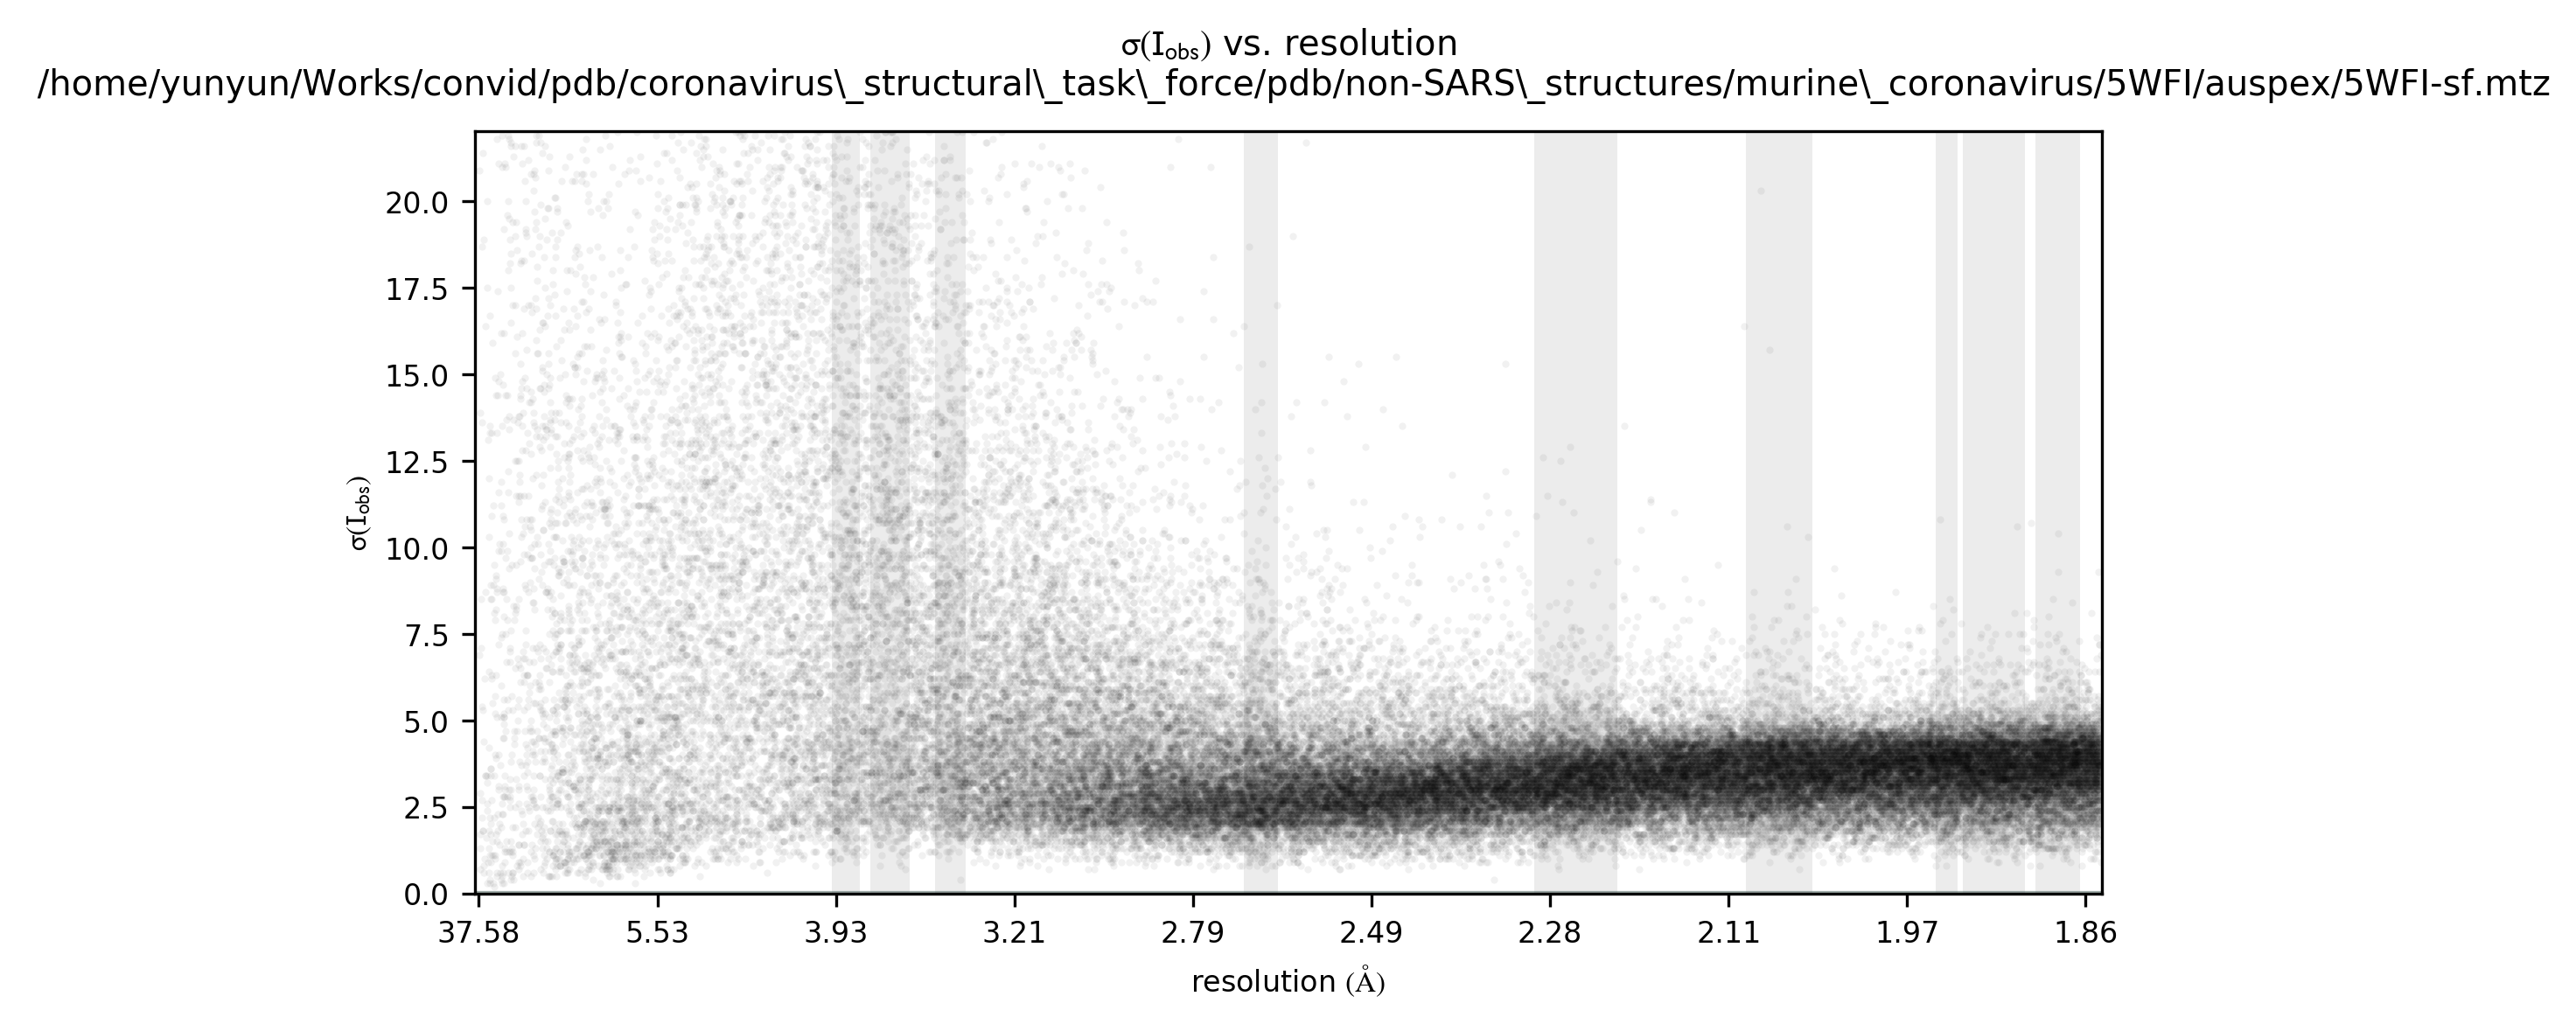 σ(Iobs) vs. resolution
/home/yunyun/Works/convid/pdb/coronavirus\_structural\_task\_force/pdb/non-SARS\_structures/murine\_coronavirus/5WFI/auspex/5WFI-sf.mtz
σ(Iobs)
20.0
17.5
15.0
12.5
10.0
7.5
5.0
2.5
0.0
37.58 5.53 3.93 3.21 2.79 2.49 2.28 2.11 1.97 1.86
resolution (Å)